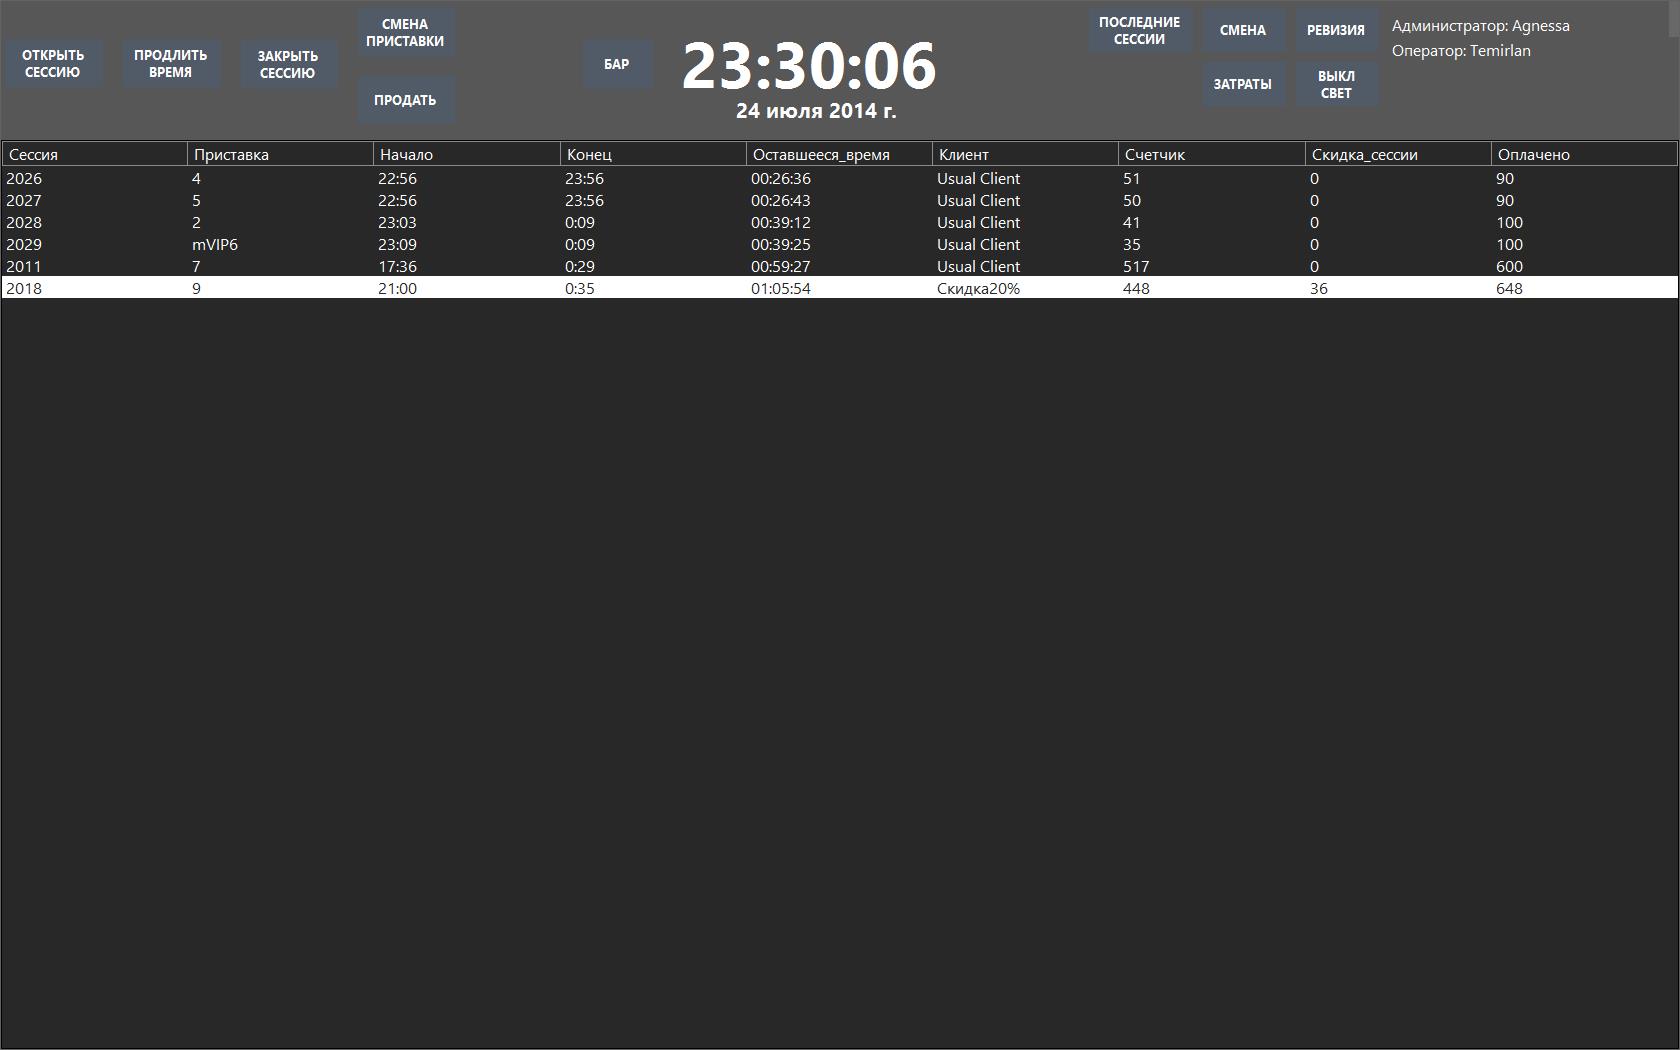 ОТКРЫТЬ
СЕССИЮ
ПРОДЛИТЬ
ВРЕМЯ
ЗАКРЫТЬ
СЕССИЮ
СМЕНА
ПРИСТАВКИ
ПРОДАТЬ
БАР
23:30:06
24 июля 2014 г.
ПОСЛЕДНИЕ
СЕССИИ
СМЕНА
РЕВИЗИЯ
ЗАТРАТЫ
ВЫКЛ
СВЕТ
Администратор: Agnessa
Оператор: Temirlan
Сессия Приставка Начало Конец Оставшееся_время Клиент Счетчик Скидка_сессии Оплачено
2026 4 22:56 23:56 00:26:36 Usual Client 51 0 90
2027 5 22:56 23:56 00:26:43 Usual Client 50 0 90
2028 2 23:03 0:09 00:39:12 Usual Client 41 0 100
2029 mVIP6 23:09 0:09 00:39:25 Usual Client 35 0 100
2011 7 17:36 0:29 00:59:27 Usual Client 517 0 600
2018 9 21:00 0:35 01:05:54 Скидка20% 448 36 648